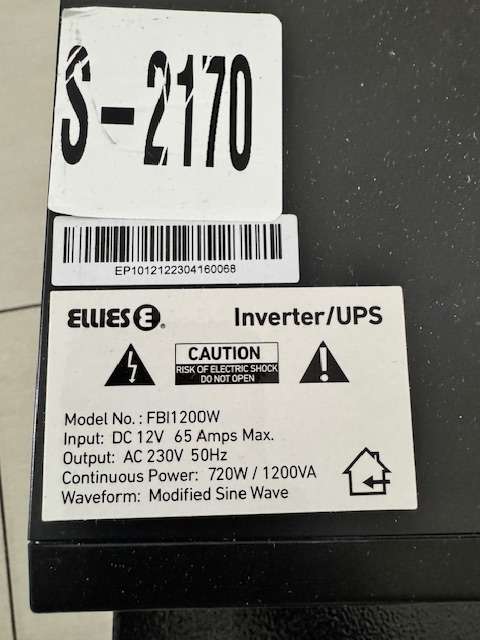 S-2170
EP1012122304160068
ELLIES E ® Inverter/UPS
CAUTION
RISK OF ELECTRIC SHOCK
DO NOT OPEN
Model No.: FBI1200W
Input: DC 12V 65 Amps Max.
Output: AC 230V 50Hz
Continuous Power: 720W / 1200VA
Waveform: Modified Sine Wave